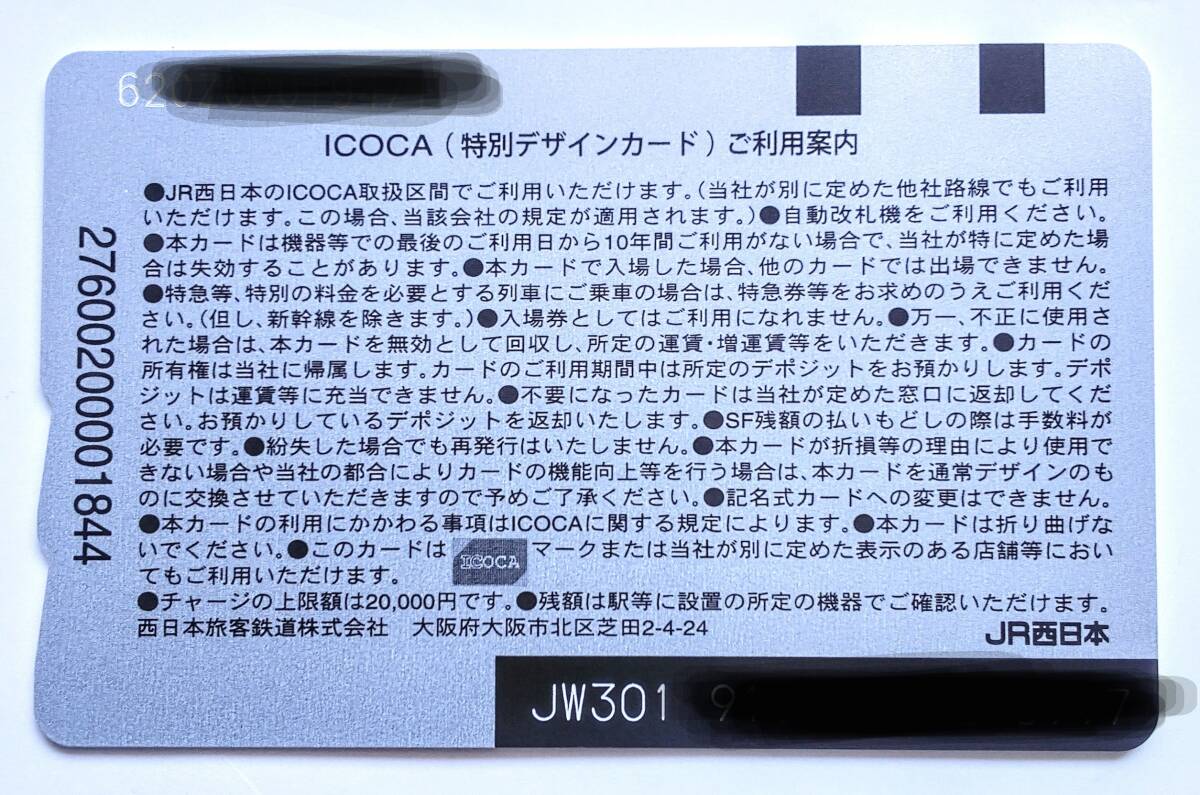 ICOCA（特別デザインカード）ご利用案内
●JR西日本のICOCA取扱区間でご利用いただけます。（当社が別に定めた他社路線でもご利用
いただけます。この場合、当該会社の規定が適用されます。）●自動改札機をご利用ください。
●本カードは機器等での最後のご利用日から10年間ご利用がない場合で、当社が特に定めた場
合は失効することがあります。●本カードで入場した場合、他のカードでは出場できません。
●特急等、特別の料金を必要とする列車にご乗車の場合は、特急券等をお求めのうえご利用くだ
さい。（但し、新幹線を除きます。）●入場券としてはご利用になれません。●万一、不正に使用さ
れた場合は、本カードを無効として回収し、所定の運賃・増運賃等をいただきます。●カードの
所有権は当社に帰属します。カードのご利用期間中は所定のデポジットをお預かりします。デポ
ジットは運賃等に充当できません。●不要になったカードは当社が定めた窓口に返却してくだ
さい。お預かりしているデポジットを返却いたします。●SF残額の払いもどしの際は手数料が
必要です。●紛失した場合でも再発行はいたしません。●本カードが折損等の理由により使用で
きない場合や当社の都合によりカードの機能向上等を行う場合は、本カードを通常デザインのも
のに交換させていただきますので予めご了承ください。●記名式カードへの変更はできません。
●本カードの利用にかかわる事項はICOCAに関する規定によります。●本カードは折り曲げな
いでください。●このカードは ICOCA マークまたは当社が別に定めた表示のある店舗等におい
てもご利用いただけます。
●チャージの上限額は20,000円です。●残額は駅等に設置の所定の機器でご確認いただけます。
西日本旅客鉄道株式会社 大阪府大阪市北区芝田2-4-24
JR西日本
JW301
27600200001844